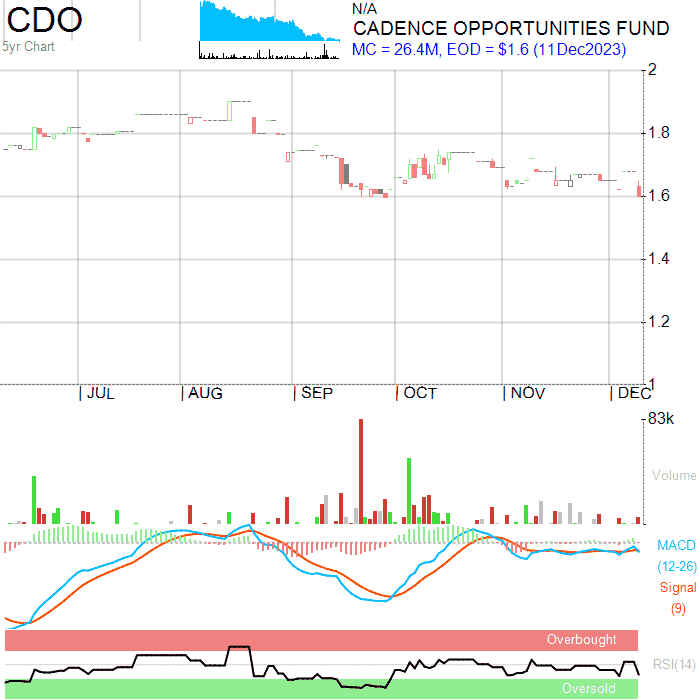 CDO
5yr Chart
N/A
CADENCE OPPORTUNITIES FUND
MC = 26.4M, EOD = $1.6 (11Dec2023)
2
1.8
1.6
1.4
1.2
1
| JUL | AUG | SEP | OCT | NOV | DEC
83k
Volume
MACD
(12-26)
Signal
(9)
Overbought
RSI(14)
Oversold